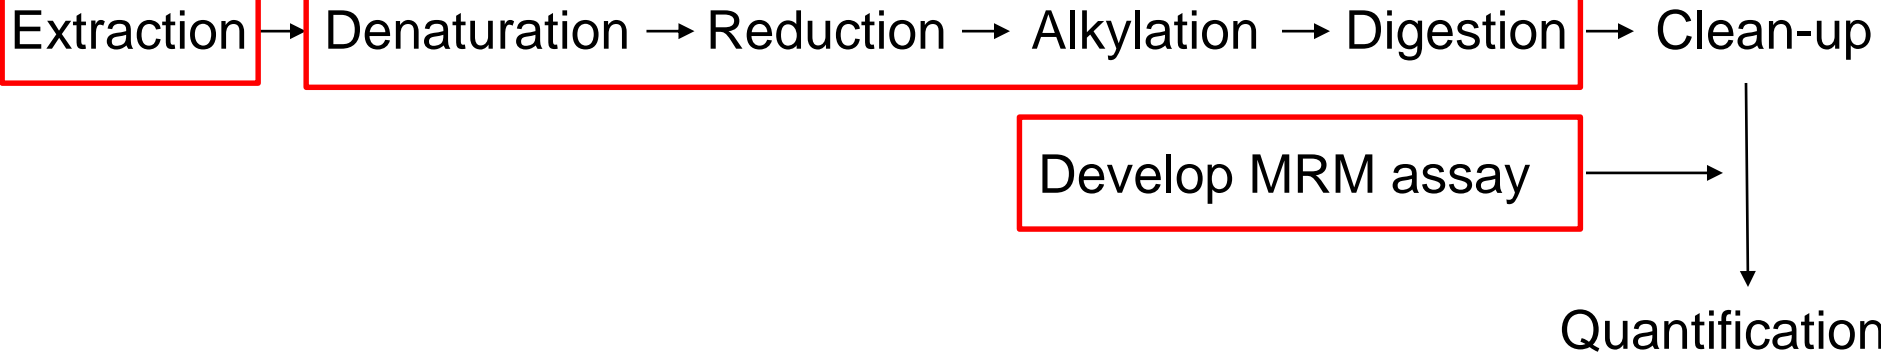 Extraction Denaturation Reduction Alkylation Digestion Clean-up
Develop MRM assay
Quantification